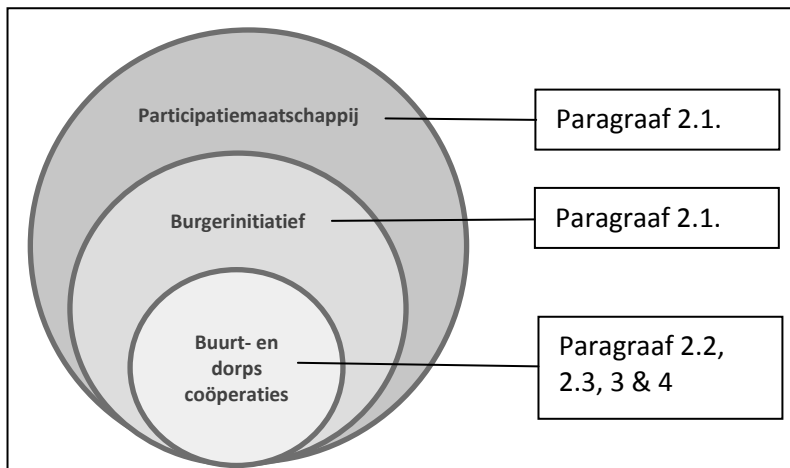 Participatiemaatschappij
Paragraaf 2.1.
Burgerinitiatief
Paragraaf 2.1.
Buurt- en
dorps
coöperaties
Paragraaf 2.2,
2.3, 3 & 4